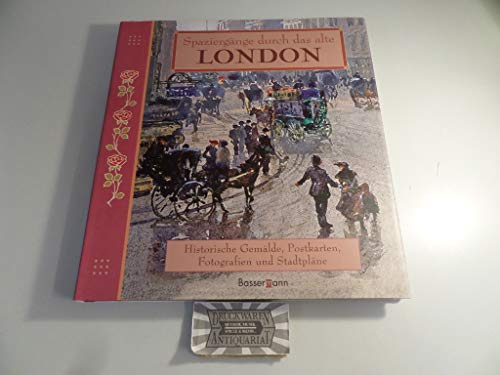 Spaziergänge durch das alte
LONDON
Historische Gemälde, Postkarten,
Fotografien und Stadtpläne
Bassermann
DRUCKWAREN
ANTIQUARIAT